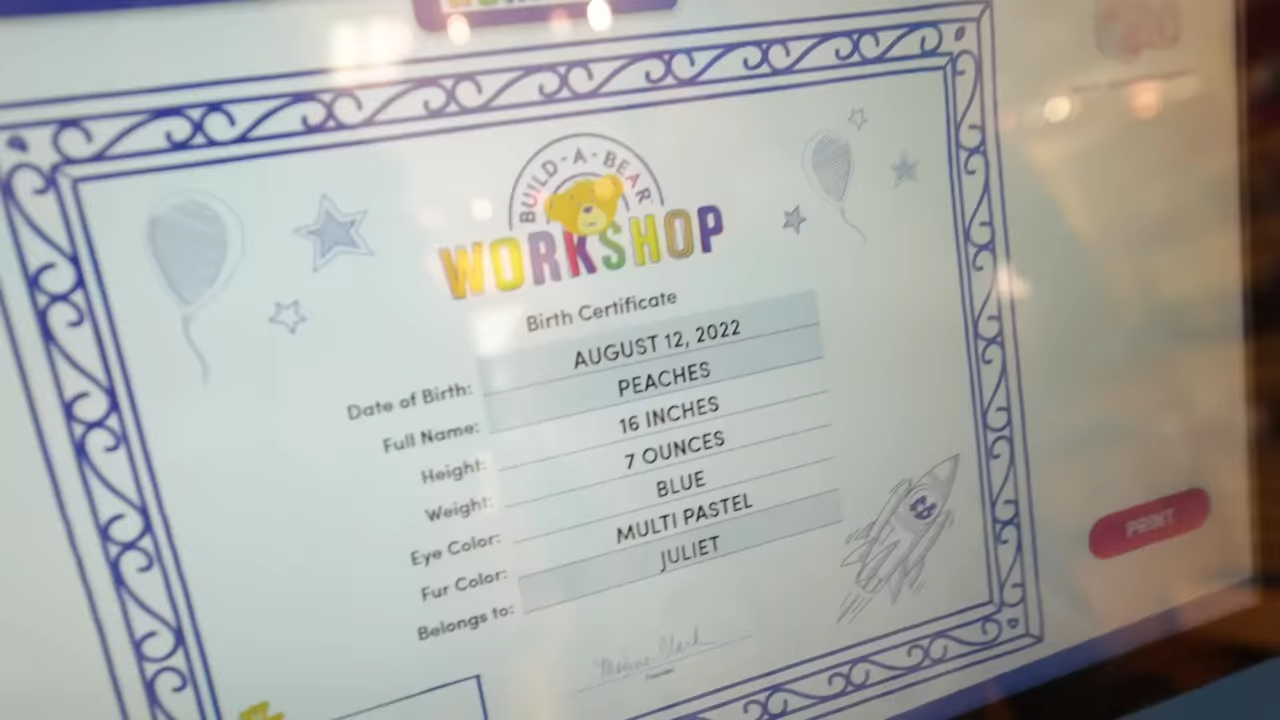 BUILD-A-BEAR
WORKSHOP
Birth Certificate
Date of Birth: AUGUST 12, 2022
Full Name: PEACHES
Height: 16 INCHES
Weight: 7 OUNCES
Eye Color: BLUE
Fur Color: MULTI PASTEL
Belongs to: JULIET
PRINT